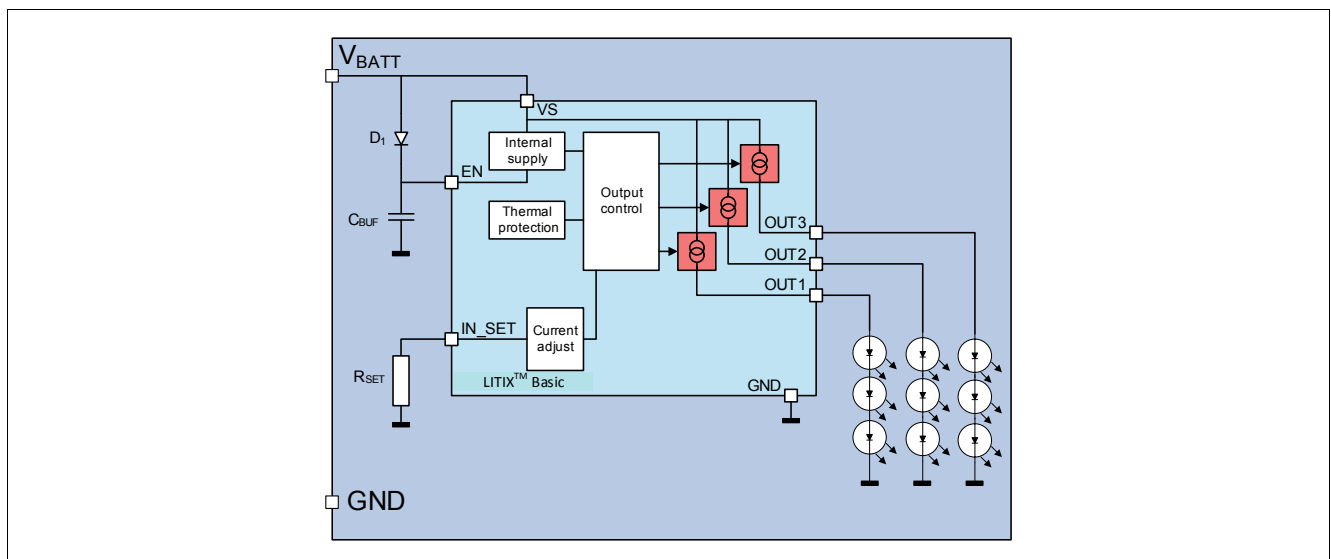 VBATT
VS
D1
Internal
supply
EN
Output
control
CBUF
Thermal
protection
OUT3
OUT2
OUT1
IN_SET
Current
adjust
RSET
LITIX™ Basic
GND
GND